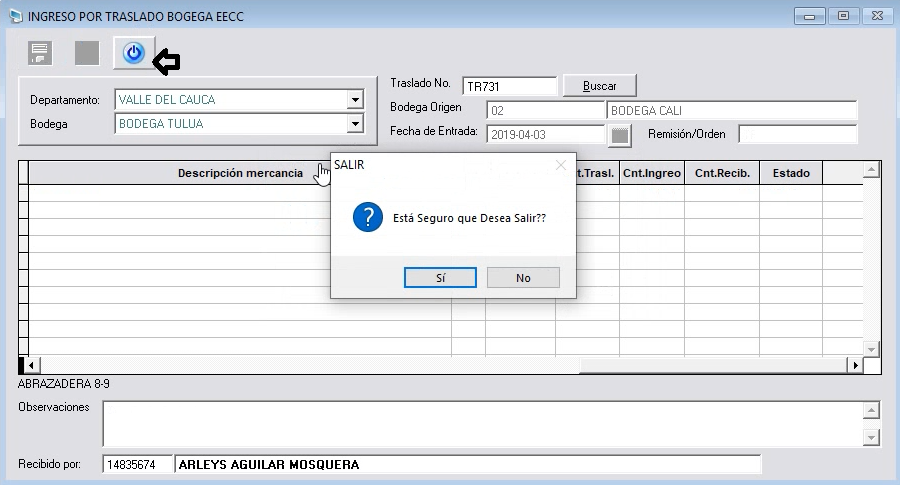 INGRESO POR TRASLADO BOGEGA EECC
Departamento: VALLE DEL CAUCA
Bodega BODEGA TULUA
Traslado No. TR731 Buscar
Bodega Origen 02 BODEGA CALI
Fecha de Entrada: 2019-04-03 Remisión/Orden
Descripción mercancia t.Trasl. Cnt.Ingreo Cnt.Recib. Estado
SALIR
Está Seguro que Desea Salir??
Sí No
ABRAZADERA 8-9
Observaciones
Recibido por: 14835674 ARLEYS AGUILAR MOSQUERA